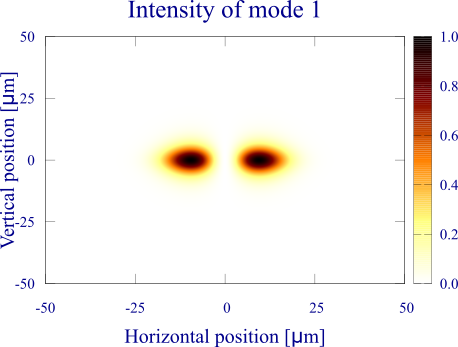 Intensity of mode 1
Vertical position [μm]
50
25
0
-25
-50
-50 -25 0 25 50
Horizontal position [μm]
1.0
0.8
0.6
0.4
0.2
0.0